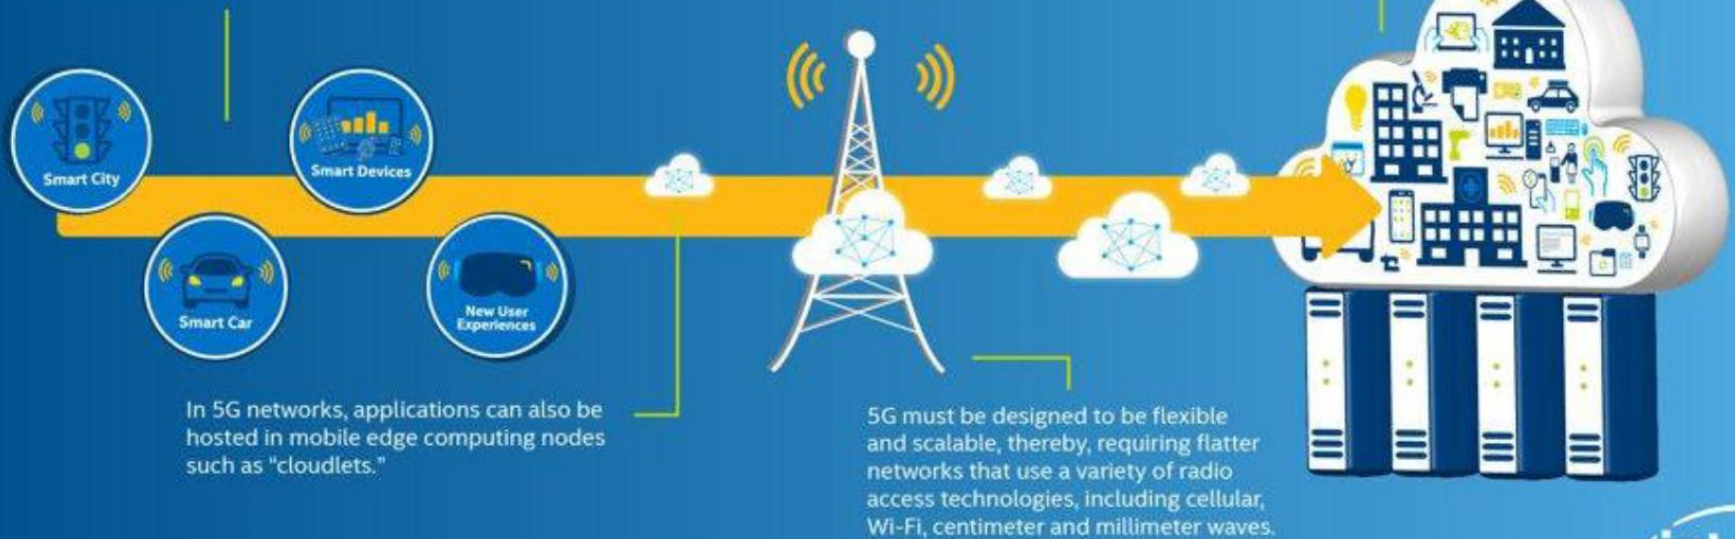 Smart City
Smart Devices
Smart Car
New User
Experiences
In 5G networks, applications can also be
hosted in mobile edge computing nodes
such as “cloudlets.”
5G must be designed to be flexible
and scalable, thereby, requiring flatter
networks that use a variety of radio
access technologies, including cellular,
Wi-Fi, centimeter and millimeter waves.